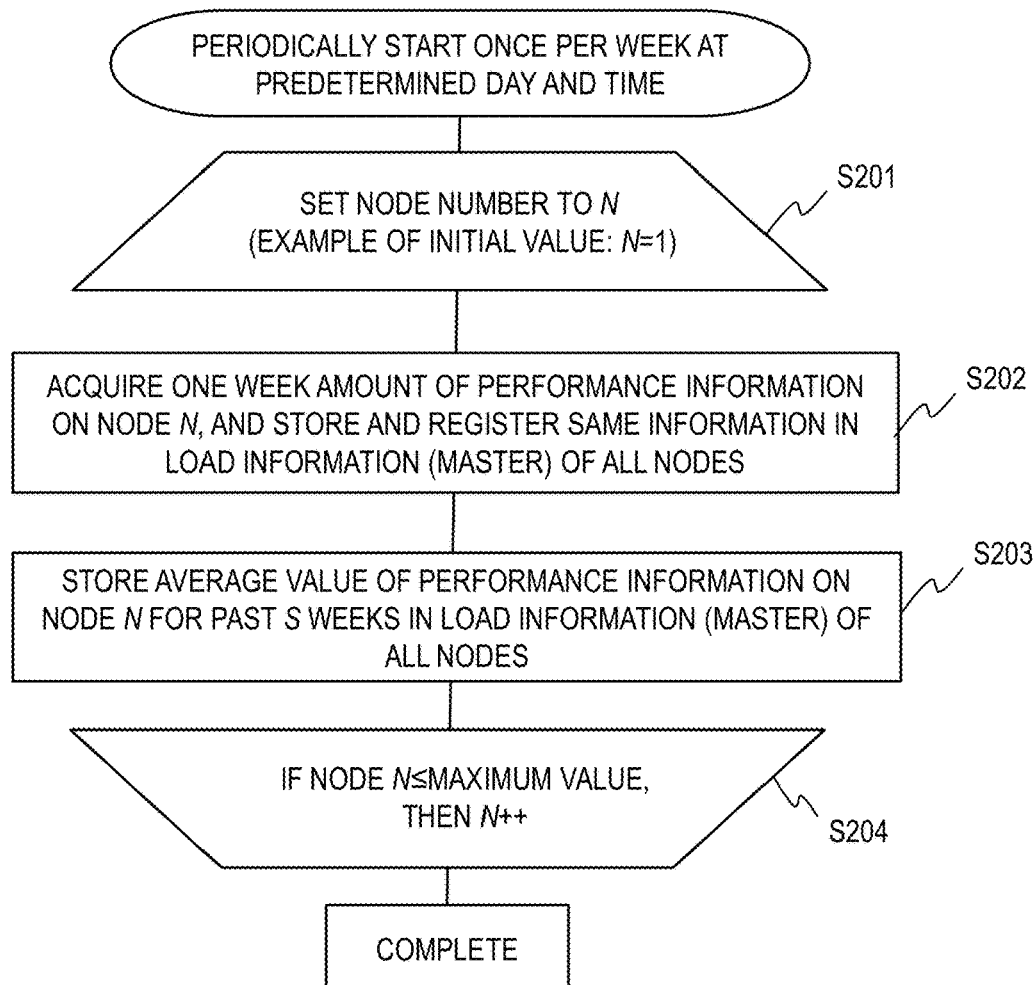 PERIODICALLY START ONCE PER WEEK AT
PREDETERMINED DAY AND TIME
SET NODE NUMBER TO N
(EXAMPLE OF INITIAL VALUE: N=1)
S201
ACQUIRE ONE WEEK AMOUNT OF PERFORMANCE INFORMATION
ON NODE N, AND STORE AND REGISTER SAME INFORMATION IN
LOAD INFORMATION (MASTER) OF ALL NODES
S202
STORE AVERAGE VALUE OF PERFORMANCE INFORMATION ON
NODE N FOR PAST S WEEKS IN LOAD INFORMATION (MASTER) OF
ALL NODES
S203
IF NODE N≤MAXIMUM VALUE,
THEN N++
S204
COMPLETE